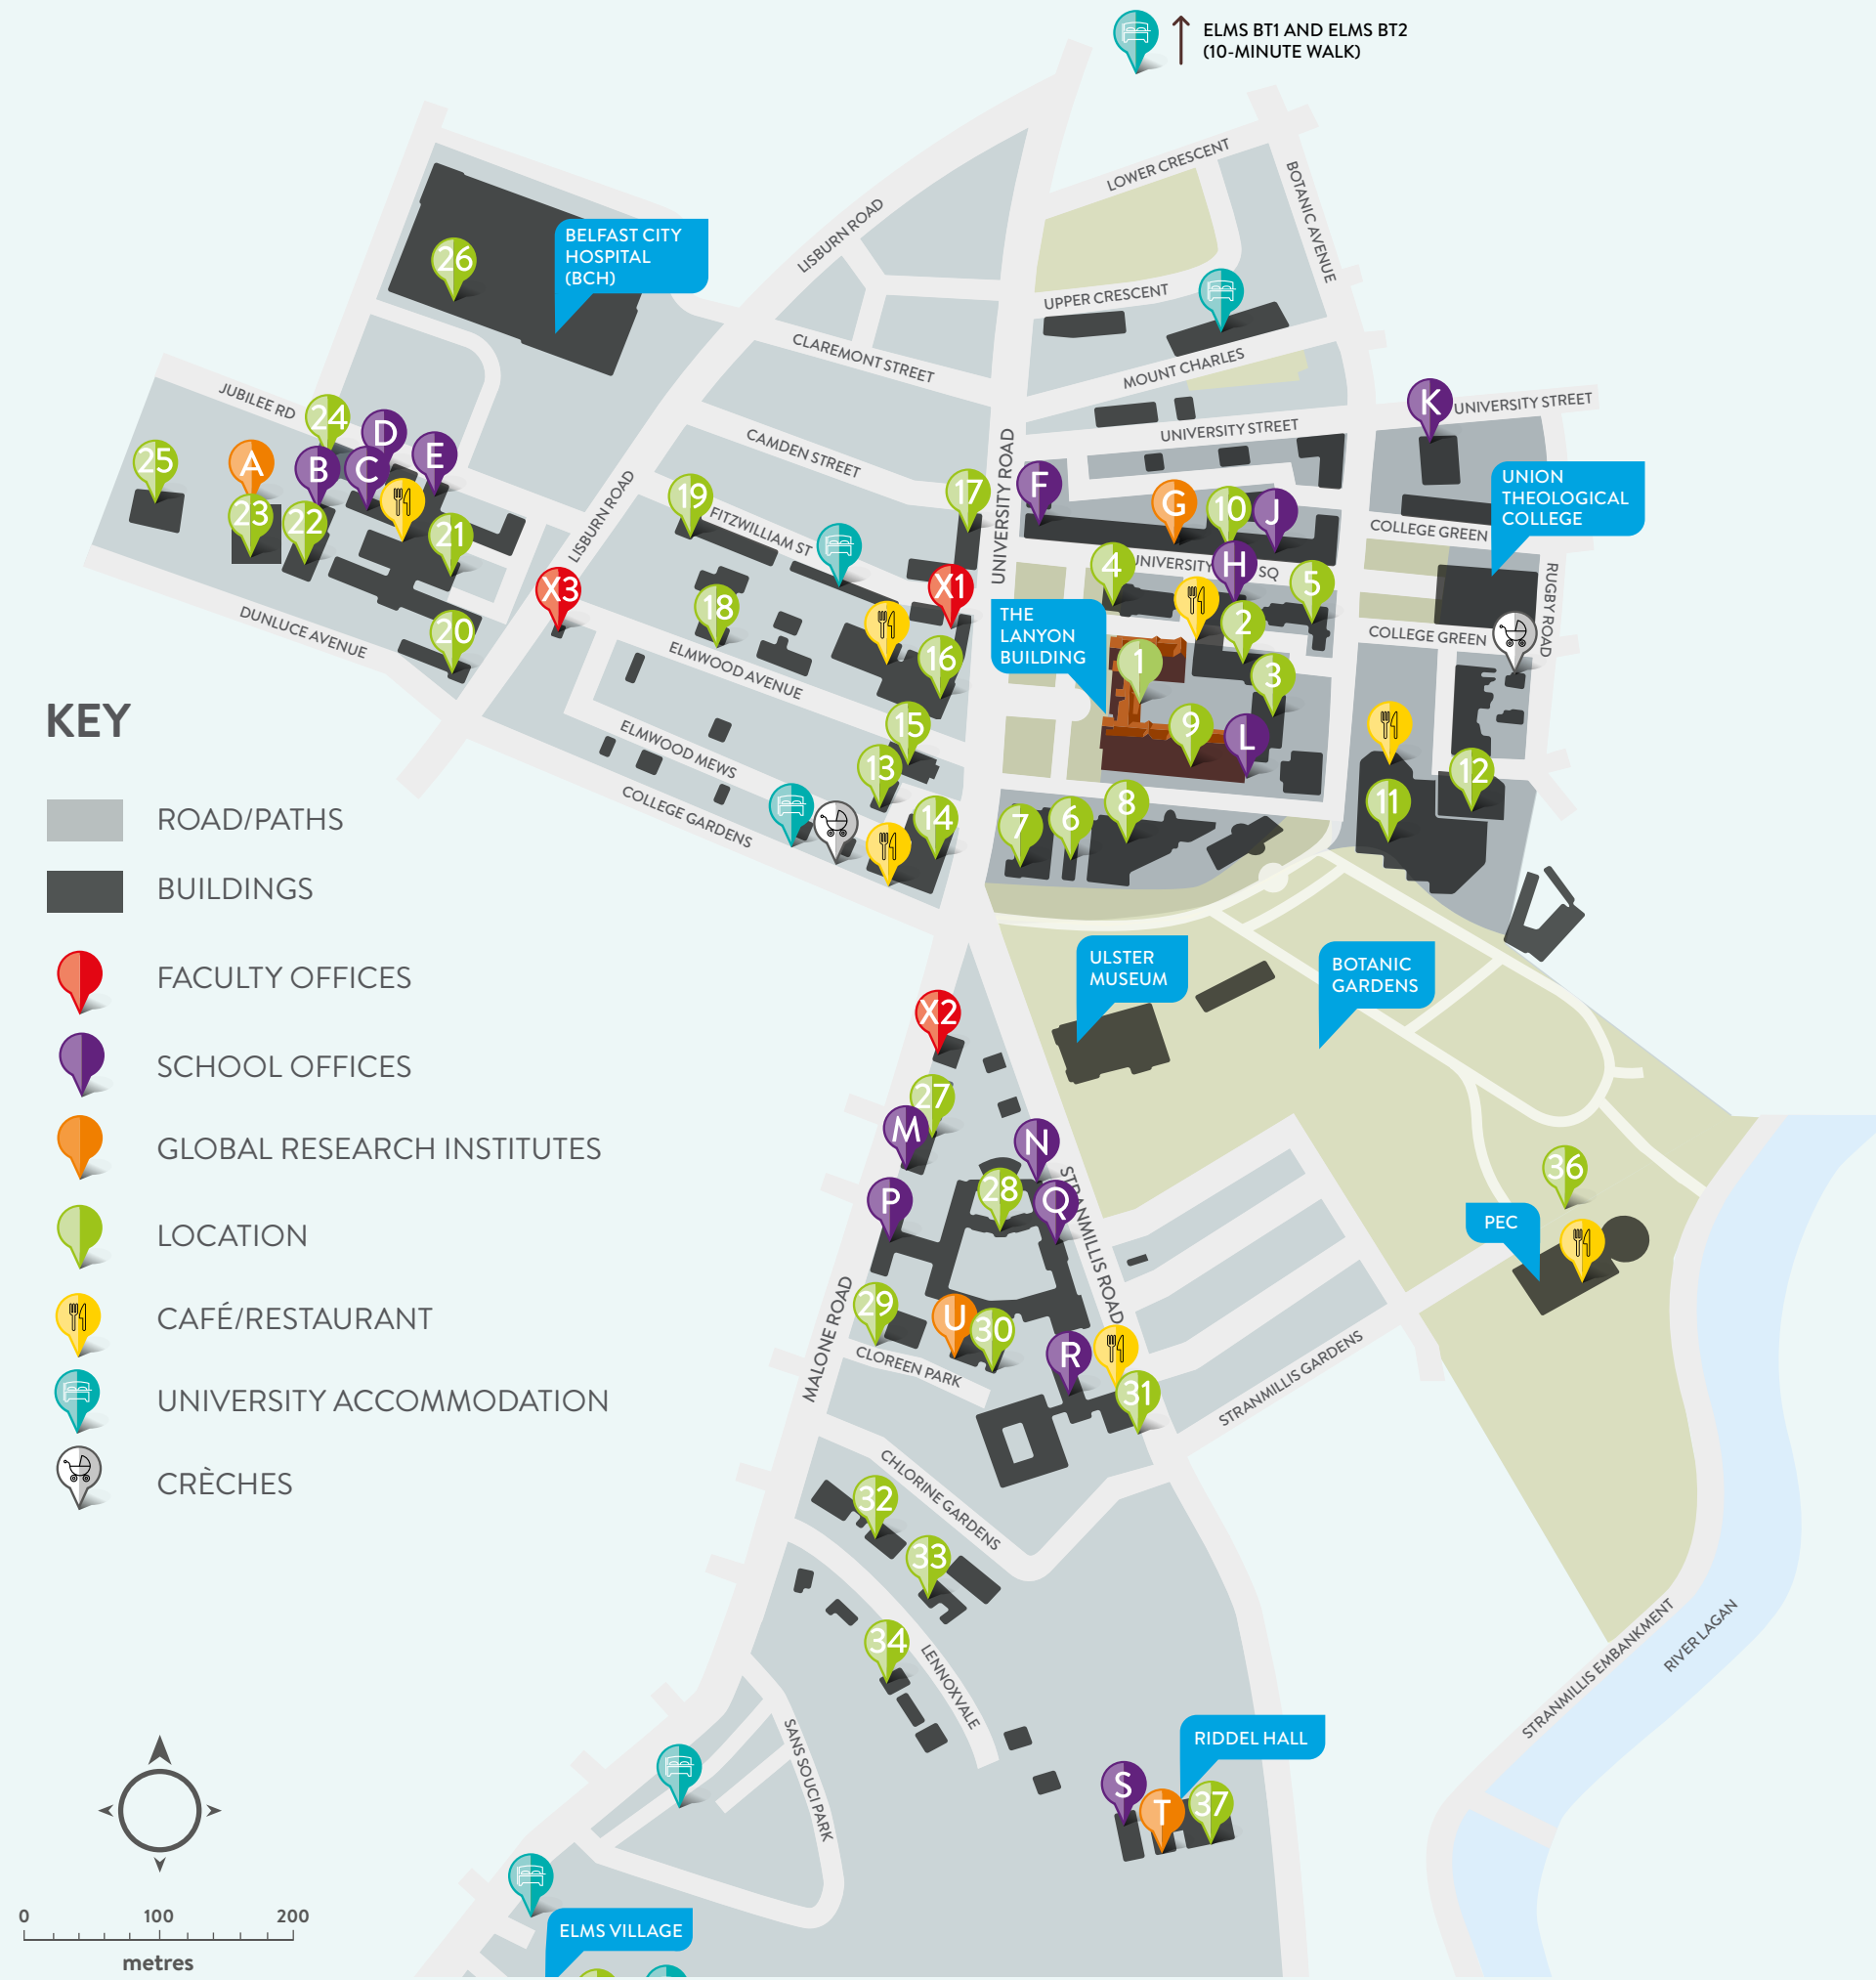 ELMS BT1 AND ELMS BT2
(10-MINUTE WALK)
LOWER CRESCENT
BOTANIC AVENUE
LISBURN ROAD
BELFAST CITY
HOSPITAL
(BCH)
26
UPPER CRESCENT
CLAREMONT STREET
MOUNT CHARLES
JUBILEE RD
24
D
K
UNIVERSITY STREET
UNIVERSITY STREET
CAMDEN STREET
UNIVERSITY ROAD
25
A
B
C
E
LISBURN ROAD
19
FITZWILLIAM ST
17
F
G
10
J
UNION
THEOLOGICAL
COLLEGE
COLLEGE GREEN
23
22
21
4
UNIVERSITY SQ
H
5
X3
X1
18
RUGBY ROAD
DUNLUCE AVENUE
20
ELMWOOD AVENUE
16
THE
LANYON
BUILDING
2
COLLEGE GREEN
1
3
KEY
15
9
L
ELMWOOD MEWS
13
12
COLLEGE GARDENS
14
7
6
8
11
ROAD/PATHS
BUILDINGS
FACULTY OFFICES
SCHOOL OFFICES
GLOBAL RESEARCH INSTITUTES
LOCATION
CAFÉ/RESTAURANT
UNIVERSITY ACCOMMODATION
CRÈCHES
ULSTER
MUSEUM
BOTANIC
GARDENS
X2
27
M
N
P
28
Q
STRANMILLIS ROAD
36
PEC
MALONE ROAD
29
U
30
R
CLOREEN PARK
31
STRANMILLIS GARDENS
CHLORINE GARDENS
32
33
34
LENNOXVALE
STRANMILLIS EMBANKMENT
RIVER LAGAN
SANS SOUCI PARK
RIDDEL HALL
S
T
37
ELMS VILLAGE
0 100 200
metres